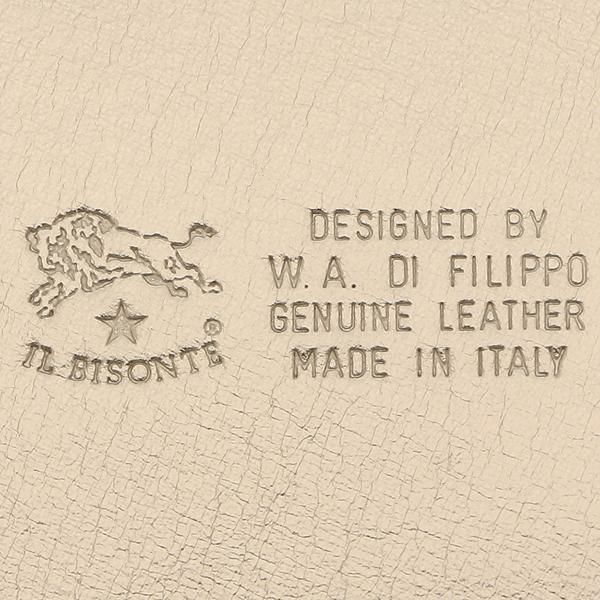 IL BISONTE®
DESIGNED BY
W. A. DI FILIPPO
GENUINE LEATHER
MADE IN ITALY